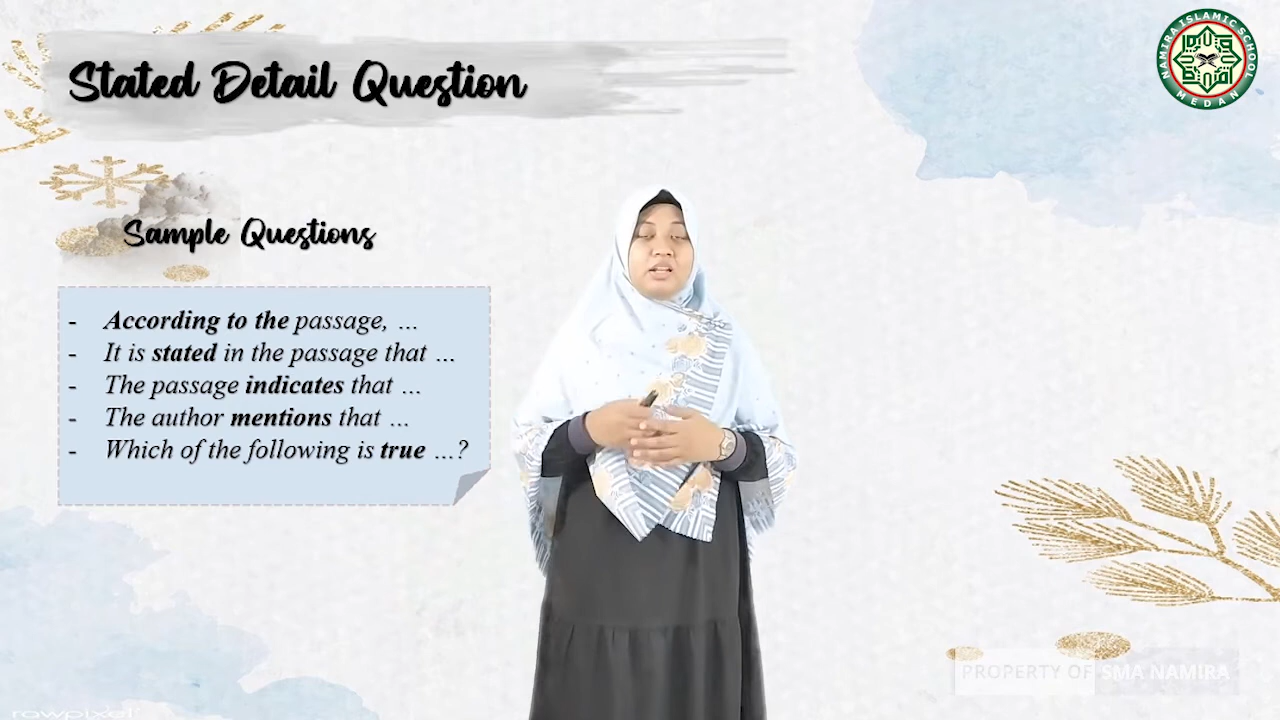 Stated Detail Question
NAMIRA ISLAMIC SCHOOL
MEDAN
Sample Questions
- According to the passage, …
- It is stated in the passage that …
- The passage indicates that …
- The author mentions that …
- Which of the following is true …?
PROPERTY OF SMA NAMIRA
rawpixel